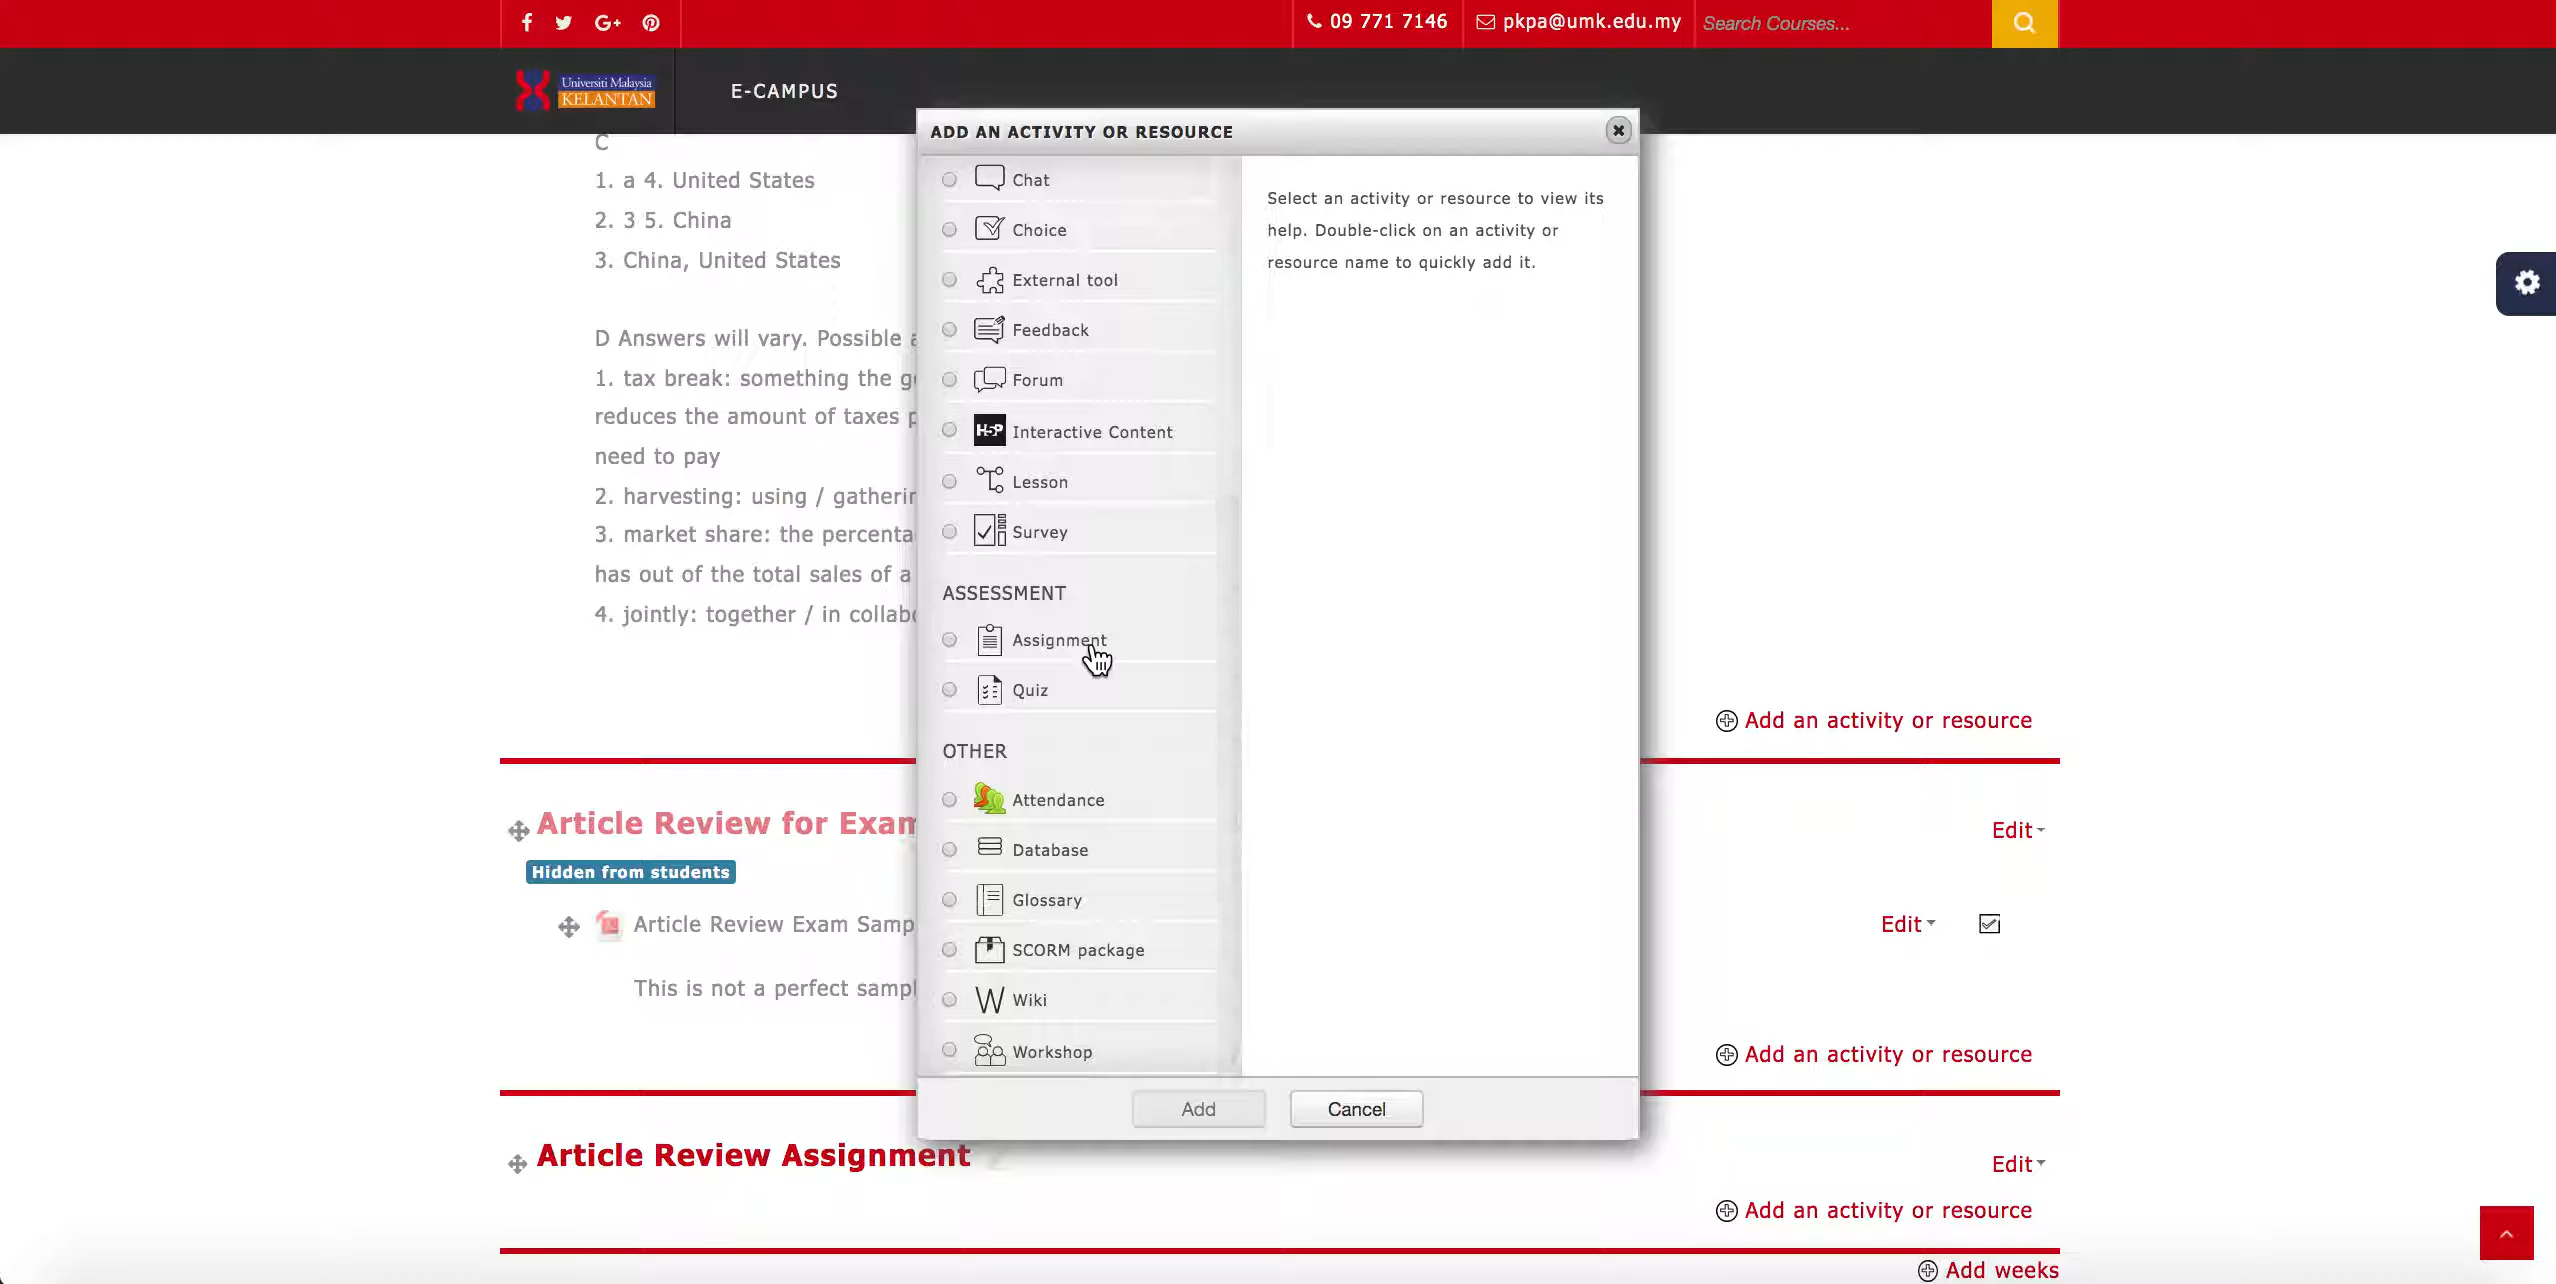 09 771 7146
pkpa@umk.edu.my
Search Courses...
Universiti Malaysia
KELANTAN
E-CAMPUS
C
1. a 4. United States
2. 3 5. China
3. China, United States
D Answers will vary. Possible
1. tax break: something the
reduces the amount of taxes
need to pay
2. harvesting: using /
3. market share: the
has out of the total sales of a
4. jointly: together / in
ADD AN ACTIVITY OR RESOURCE
Chat
Choice
External tool
Feedback
Forum
H5P Interactive Content
Lesson
Survey
ASSESSMENT
Assignment
Quiz
OTHER
Attendance
Database
Glossary
SCORM package
Wiki
Workshop
Select an activity or resource to view its
help. Double-click on an activity or
resource name to quickly add it.
Add
Cancel
Add an activity or resource
Article Review for Exam
Edit
Hidden from students
Article Review Exam
Edit
This is not a perfect
Add an activity or resource
Article Review Assignment
Edit
Add an activity or resource
Add weeks